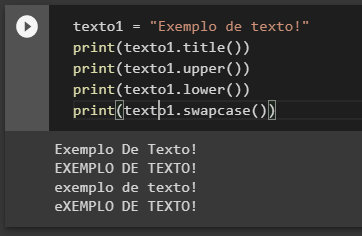 texto1 = "Exemplo de texto!"
print(texto1.title())
print(texto1.upper())
print(texto1.lower())
print(texto1.swapcase())
Exemplo De Texto!
EXEMPLO DE TEXTO!
exemplo de texto!
eXEMPLO DE TEXTO!